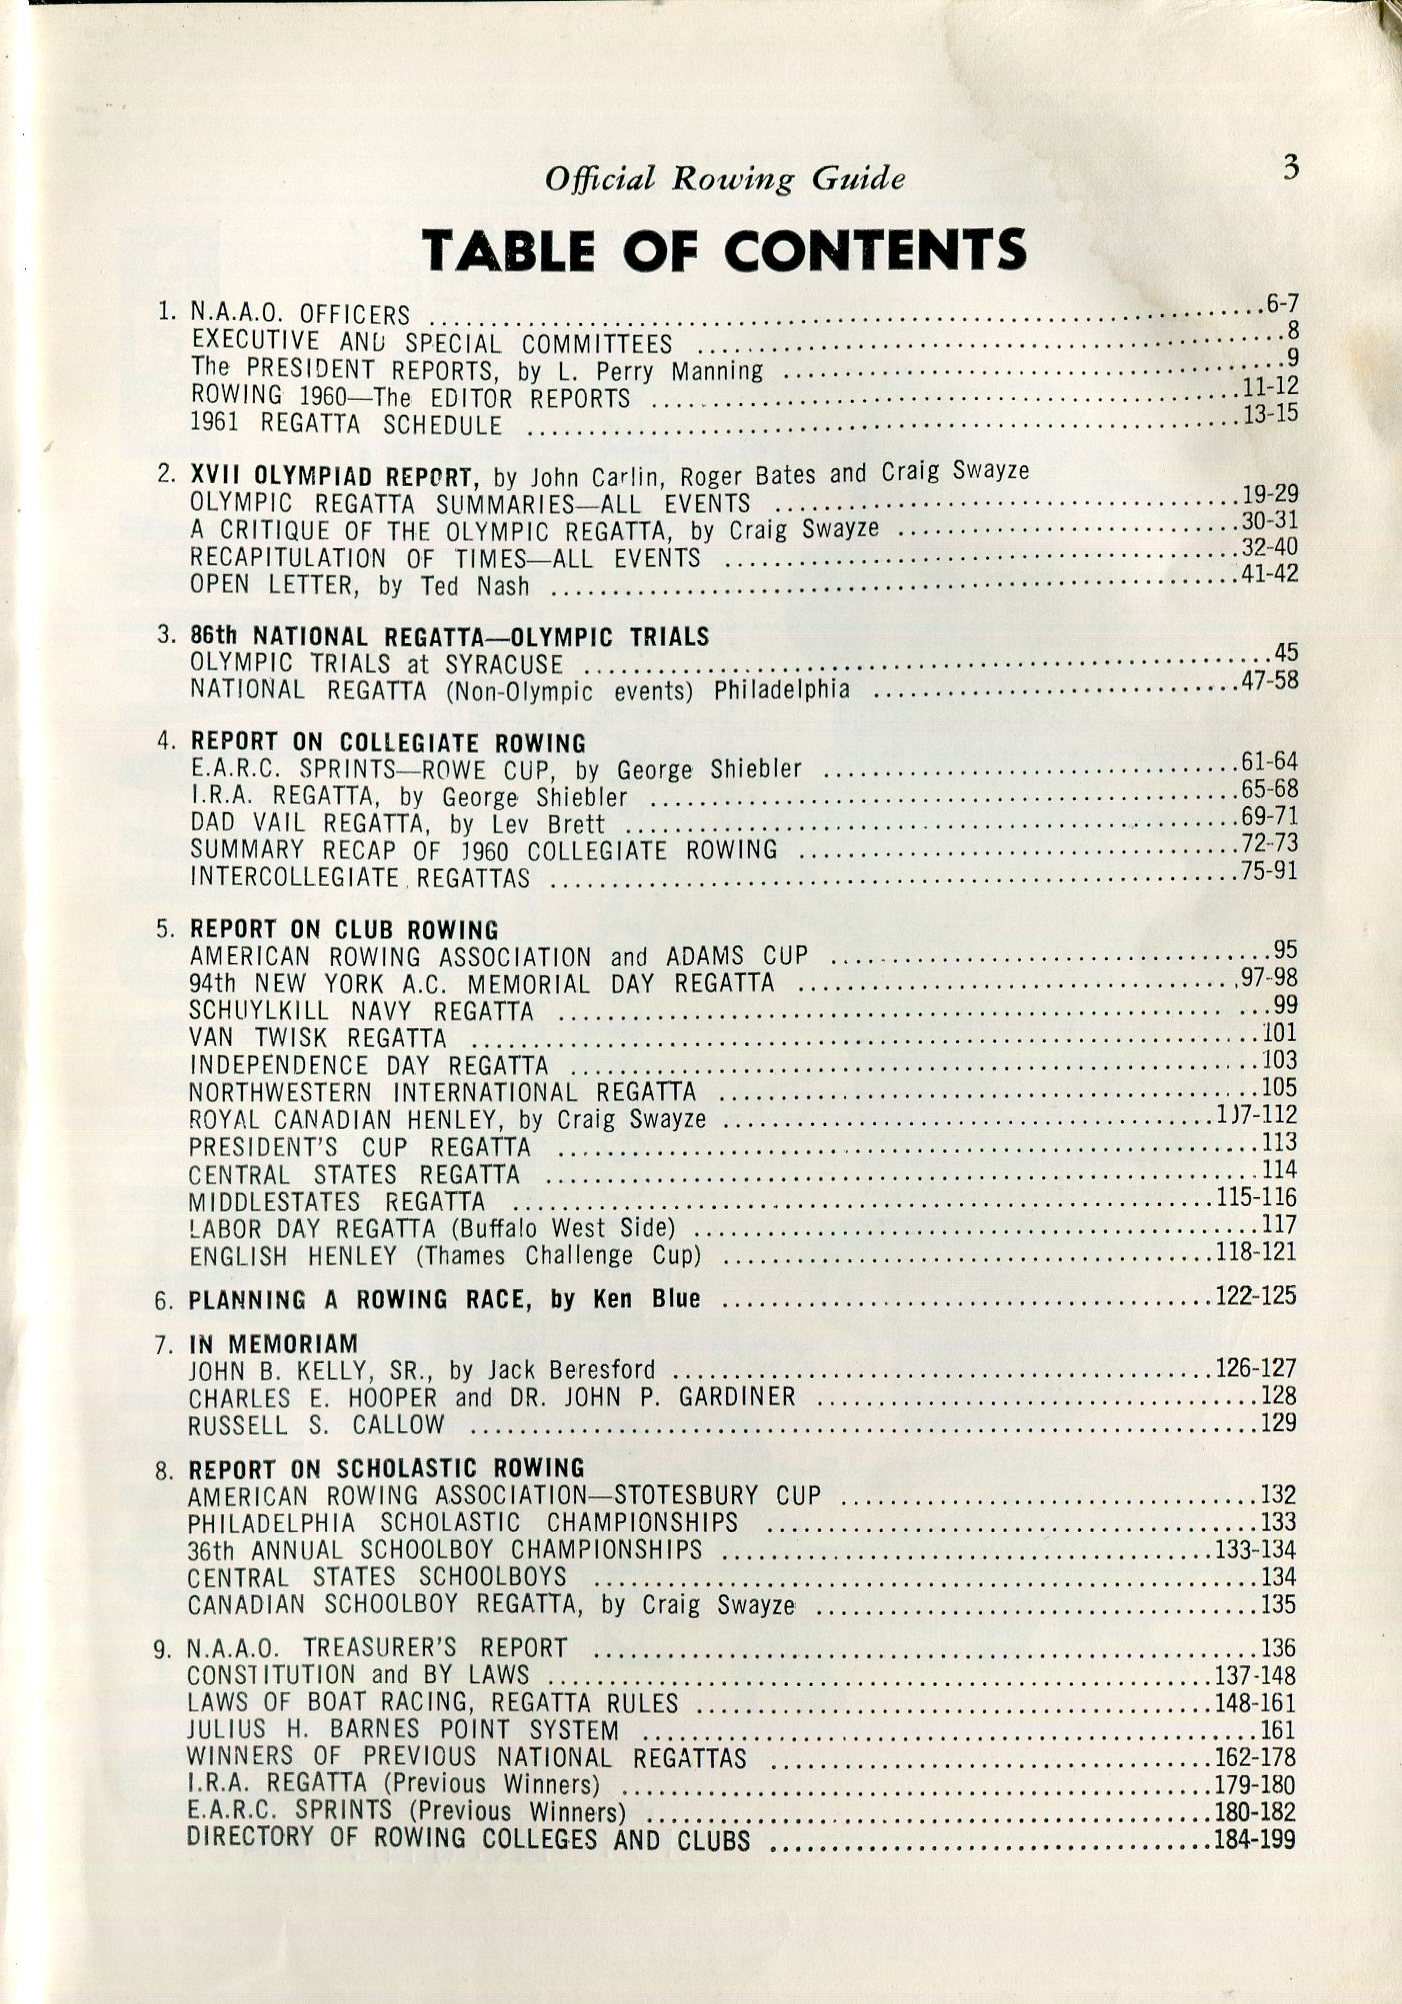 Official Rowing Guide
3
TABLE OF CONTENTS
1. N.A.A.O. OFFICERS ........ 6-7
EXECUTIVE AND SPECIAL COMMITTEES ........ 8
The PRESIDENT REPORTS, by L. Perry Manning ........ 9
ROWING 1960—The EDITOR REPORTS ........ 11-12
1961 REGATTA SCHEDULE ........ 13-15
2. XVII OLYMPIAD REPORT, by John Carlin, Roger Bates and Craig Swayze
OLYMPIC REGATTA SUMMARIES—ALL EVENTS ........ 19-29
A CRITIQUE OF THE OLYMPIC REGATTA, by Craig Swayze ........ 30-31
RECAPITULATION OF TIMES—ALL EVENTS ........ 32-40
OPEN LETTER, by Ted Nash ........ 41-42
3. 86th NATIONAL REGATTA—OLYMPIC TRIALS
OLYMPIC TRIALS at SYRACUSE ........ 45
NATIONAL REGATTA (Non-Olympic events) Philadelphia ........ 47-58
4. REPORT ON COLLEGIATE ROWING
E.A.R.C. SPRINTS—ROWE CUP, by George Shiebler ........ 61-64
I.R.A. REGATTA, by George Shiebler ........ 65-68
DAD VAIL REGATTA, by Lev Brett ........ 69-71
SUMMARY RECAP OF 1960 COLLEGIATE ROWING ........ 72-73
INTERCOLLEGIATE REGATTAS ........ 75-91
5. REPORT ON CLUB ROWING
AMERICAN ROWING ASSOCIATION and ADAMS CUP ........ 95
94th NEW YORK A.C. MEMORIAL DAY REGATTA ........ 97-98
SCHUYLKILL NAVY REGATTA ........ 99
VAN TWISK REGATTA ........ 101
INDEPENDENCE DAY REGATTA ........ 103
NORTHWESTERN INTERNATIONAL REGATTA ........ 105
ROYAL CANADIAN HENLEY, by Craig Swayze ........ 107-112
PRESIDENT'S CUP REGATTA ........ 113
CENTRAL STATES REGATTA ........ 114
MIDDLESTATES REGATTA ........ 115-116
LABOR DAY REGATTA (Buffalo West Side) ........ 117
ENGLISH HENLEY (Thames Challenge Cup) ........ 118-121
6. PLANNING A ROWING RACE, by Ken Blue ........ 122-125
7. IN MEMORIAM
JOHN B. KELLY, SR., by Jack Beresford ........ 126-127
CHARLES E. HOOPER and DR. JOHN P. GARDINER ........ 128
RUSSELL S. CALLOW ........ 129
8. REPORT ON SCHOLASTIC ROWING
AMERICAN ROWING ASSOCIATION—STOTESBURY CUP ........ 132
PHILADELPHIA SCHOLASTIC CHAMPIONSHIPS ........ 133
36th ANNUAL SCHOOLBOY CHAMPIONSHIPS ........ 133-134
CENTRAL STATES SCHOOLBOYS ........ 134
CANADIAN SCHOOLBOY REGATTA, by Craig Swayze ........ 135
9. N.A.A.O. TREASURER'S REPORT ........ 136
CONSTITUTION and BY LAWS ........ 137-148
LAWS OF BOAT RACING, REGATTA RULES ........ 148-161
JULIUS H. BARNES POINT SYSTEM ........ 161
WINNERS OF PREVIOUS NATIONAL REGATTAS ........ 162-178
I.R.A. REGATTA (Previous Winners) ........ 179-180
E.A.R.C. SPRINTS (Previous Winners) ........ 180-182
DIRECTORY OF ROWING COLLEGES AND CLUBS ........ 184-199